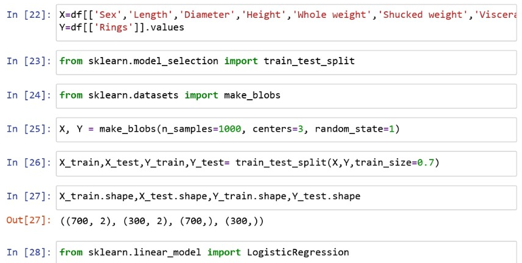 In [22]: X=df[['Sex','Length','Diameter','Height','Whole weight','Shucked weight','Viscera
Y=df[['Rings']].values
In [23]: from sklearn.model_selection import train_test_split
In [24]: from sklearn.datasets import make_blobs
In [25]: X, Y = make_blobs(n_samples=1000, centers=3, random_state=1)
In [26]: X_train,X_test,Y_train,Y_test= train_test_split(X,Y,train_size=0.7)
In [27]: X_train.shape,X_test.shape,Y_train.shape,Y_test.shape
Out[27]: ((700, 2), (300, 2), (700,), (300,))
In [28]: from sklearn.linear_model import LogisticRegression